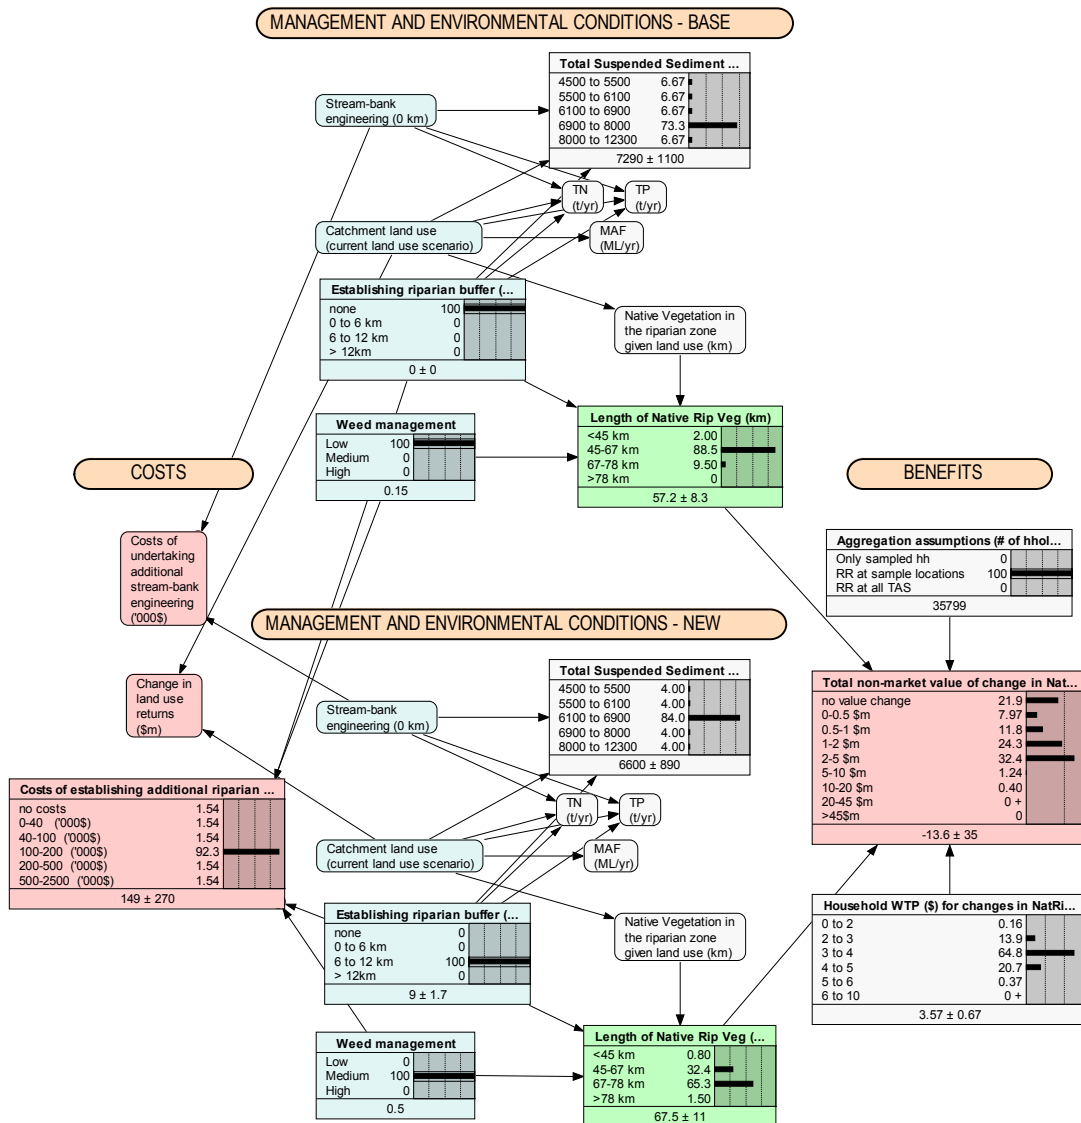 MANAGEMENT AND ENVIRONMENTAL CONDITIONS - BASE
Total Suspended Sediment ...
4500 to 5500 6.67
5500 to 6100 6.67
6100 to 6900 6.67
6900 to 8000 73.3
8000 to 12300 6.67
7290 ± 1100
Stream-bank
engineering (0 km)
TN
(t/yr)
TP
(t/yr)
Catchment land use
(current land use scenario)
MAF
(ML/yr)
Establishing riparian buffer (...
none 100
0 to 6 km 0
6 to 12 km 0
> 12km 0
0 ± 0
Native Vegetation in
the riparian zone
given land use (km)
Weed management
Low 100
Medium 0
High 0
0.15
Length of Native Rip Veg (km)
<45 km 2.00
45-67 km 88.5
67-78 km 9.50
>78 km 0
57.2 ± 8.3
COSTS
BENEFITS
Costs of
undertaking
additional
stream-bank
engineering
('000$)
Aggregation assumptions (# of hhol...
Only sampled hh 0
RR at sample locations 100
RR at all TAS 0
35799
MANAGEMENT AND ENVIRONMENTAL CONDITIONS - NEW
Change in
land use
returns
($m)
Total Suspended Sediment ...
4500 to 5500 4.00
5500 to 6100 4.00
6100 to 6900 84.0
6900 to 8000 4.00
8000 to 12300 4.00
6600 ± 890
Total non-market value of change in Nat...
no value change 21.9
0-0.5 $m 7.97
0.5-1 $m 11.8
1-2 $m 24.3
2-5 $m 32.4
5-10 $m 1.24
10-20 $m 0.40
20-45 $m 0 +
>45$m 0
-13.6 ± 35
Stream-bank
engineering (0 km)
Costs of establishing additional riparian ...
no costs 1.54
0-40 ('000$) 1.54
40-100 ('000$) 1.54
100-200 ('000$) 92.3
200-500 ('000$) 1.54
500-2500 ('000$) 1.54
149 ± 270
TN
(t/yr)
TP
(t/yr)
Catchment land use
(current land use scenario)
MAF
(ML/yr)
Establishing riparian buffer (...
none 0
0 to 6 km 0
6 to 12 km 100
> 12km 0
9 ± 1.7
Native Vegetation in
the riparian zone
given land use (km)
Household WTP ($) for changes in NatRi...
0 to 2 0.16
2 to 3 13.9
3 to 4 64.8
4 to 5 20.7
5 to 6 0.37
6 to 10 0 +
3.57 ± 0.67
Weed management
Low 0
Medium 100
High 0
0.5
Length of Native Rip Veg (...
<45 km 0.80
45-67 km 32.4
67-78 km 65.3
>78 km 1.50
67.5 ± 11